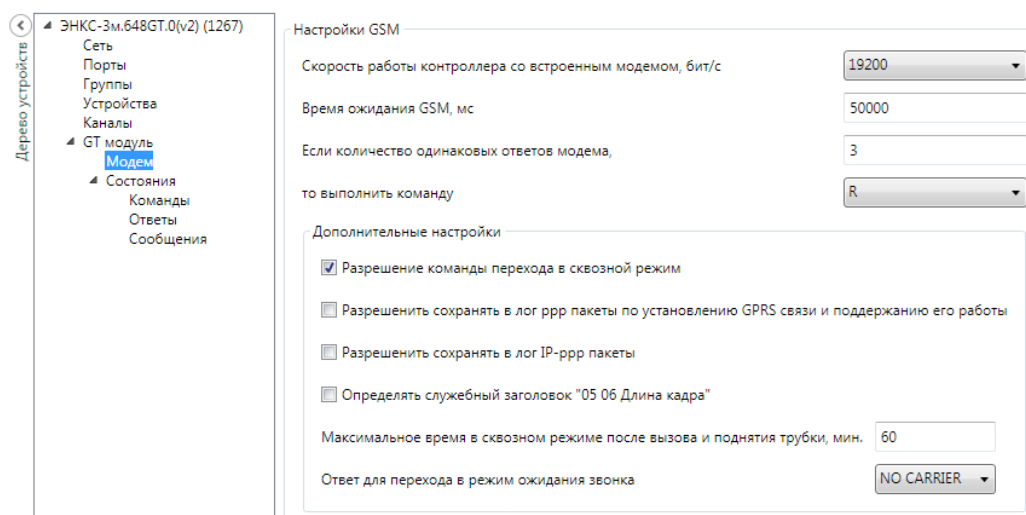 Дерево устройств
ЭНКС-3м.648GT.0(v2) (1267)
Сеть
Порты
Группы
Устройства
Каналы
GT модуль
Модем
Состояния
Команды
Ответы
Сообщения
Настройки GSM
Скорость работы контроллера со встроенным модемом, бит/с 19200
Время ожидания GSM, мс 50000
Если количество одинаковых ответов модема, 3
то выполнить команду R
Дополнительные настройки
Разрешение команды перехода в сквозной режим
Разрешенить сохранять в лог ppp пакеты по установлению GPRS связи и поддержанию его работы
Разрешенить сохранять в лог IP-ppp пакеты
Определять служебный заголовок "05 06 Длина кадра"
Максимальное время в сквозном режиме после вызова и поднятия трубки, мин. 60
Ответ для перехода в режим ожидания звонка NO CARRIER